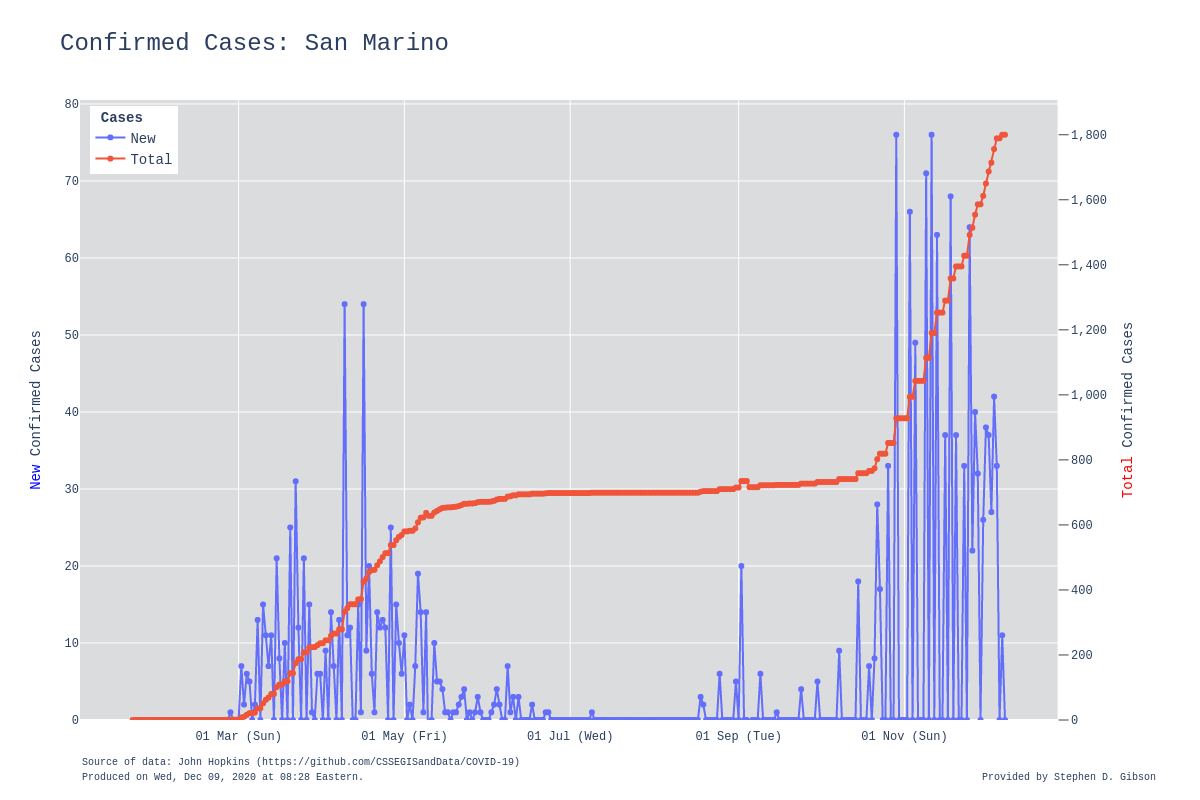 Confirmed Cases: San Marino
Cases
New
Total
80
70
60
50
40
30
20
10
0
1,800
1,600
1,400
1,200
1,000
800
600
400
200
0
New Confirmed Cases
Total Confirmed Cases
01 Mar (Sun)
01 May (Fri)
01 Jul (Wed)
01 Sep (Tue)
01 Nov (Sun)
Source of data: John Hopkins (https://github.com/CSSEGISandData/COVID-19)
Produced on Wed, Dec 09, 2020 at 08:28 Eastern.
Provided by Stephen D. Gibson